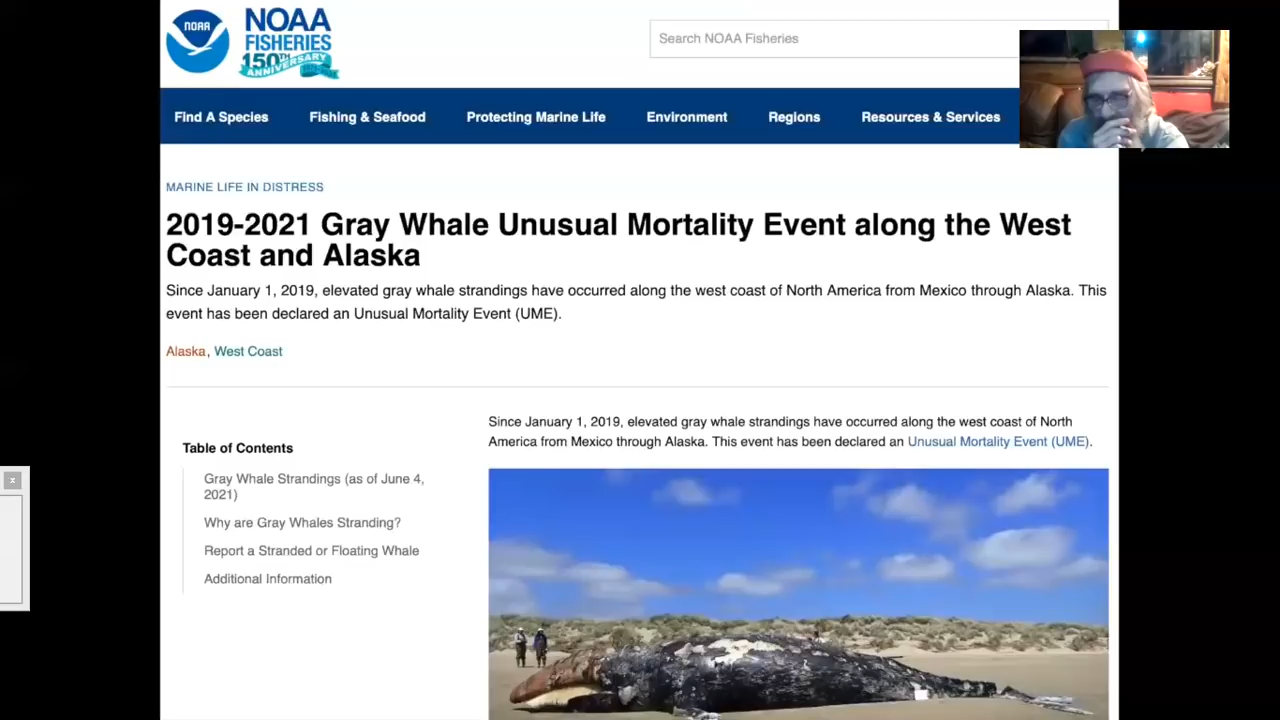 NOAA
NOAA
FISHERIES
150TH
ANNIVERSARY
Search NOAA Fisheries
Find A Species
Fishing & Seafood
Protecting Marine Life
Environment
Regions
Resources & Services
MARINE LIFE IN DISTRESS
2019-2021 Gray Whale Unusual Mortality Event along the West
Coast and Alaska
Since January 1, 2019, elevated gray whale strandings have occurred along the west coast of North America from Mexico through Alaska. This
event has been declared an Unusual Mortality Event (UME).
Alaska, West Coast
Table of Contents
Gray Whale Strandings (as of June 4,
2021)
Why are Gray Whales Stranding?
Report a Stranded or Floating Whale
Additional Information
Since January 1, 2019, elevated gray whale strandings have occurred along the west coast of North
America from Mexico through Alaska. This event has been declared an Unusual Mortality Event (UME).
x